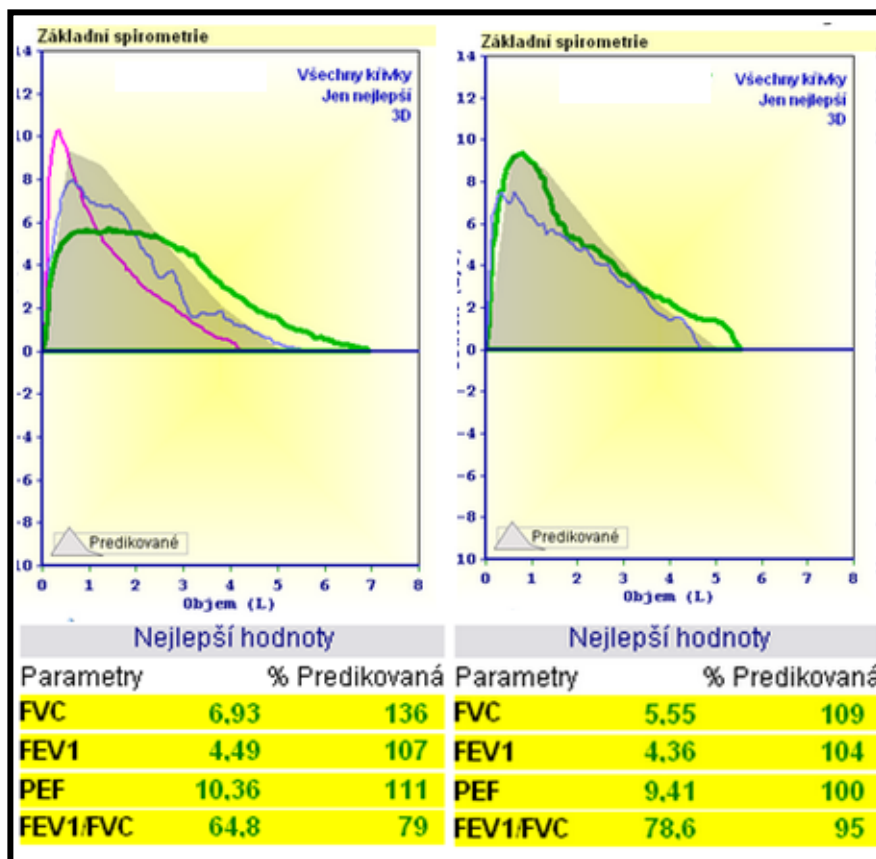 Základní spirometrie
Všechny křivky
Jen nejlepší
3D
14
12
10
8
6
4
2
0
-2
-4
-6
-8
10
Predikované
0 1 2 3 4 5 6 7 8
Objem (L)
Nejlepší hodnoty
Parametry % Predikovaná
FVC 6,93 136
FEV1 4,49 107
PEF 10,36 111
FEV1/FVC 64,8 79
Základní spirometrie
Všechny křivky
Jen nejlepší
3D
14
12
10
8
6
4
2
0
-2
-4
-6
-8
10
Predikované
0 1 2 3 4 5 6 7 8
Objem (L)
Nejlepší hodnoty
Parametry % Predikovaná
FVC 5,55 109
FEV1 4,36 104
PEF 9,41 100
FEV1/FVC 78,6 95